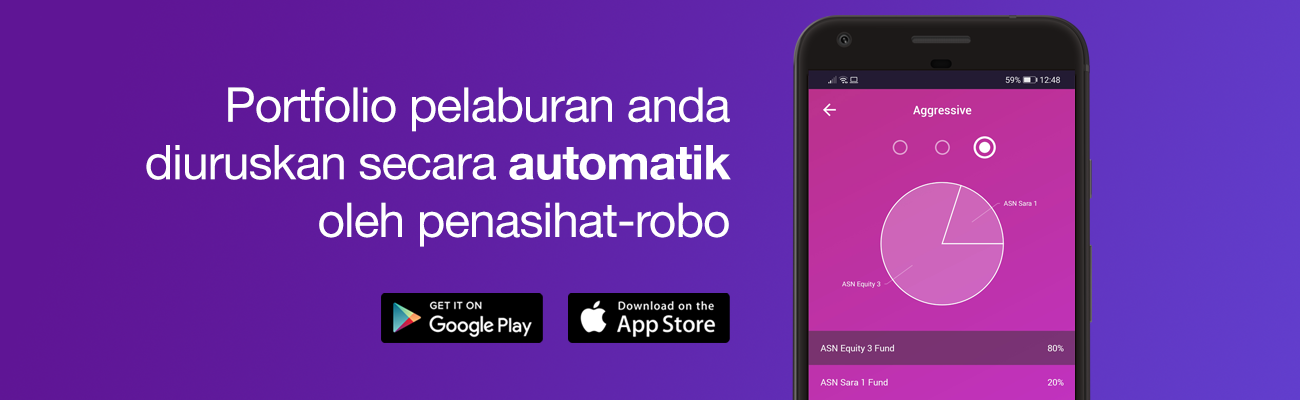 Portfolio pelaburan anda
diuruskan secara automatik
oleh penasihat-robo
GET IT ON
Google Play
Download on the
App Store
59% 12:48
Aggressive
ASN Sara 1
ASN Equity 3
ASN Equity 3 Fund 80%
ASN Sara 1 Fund 20%